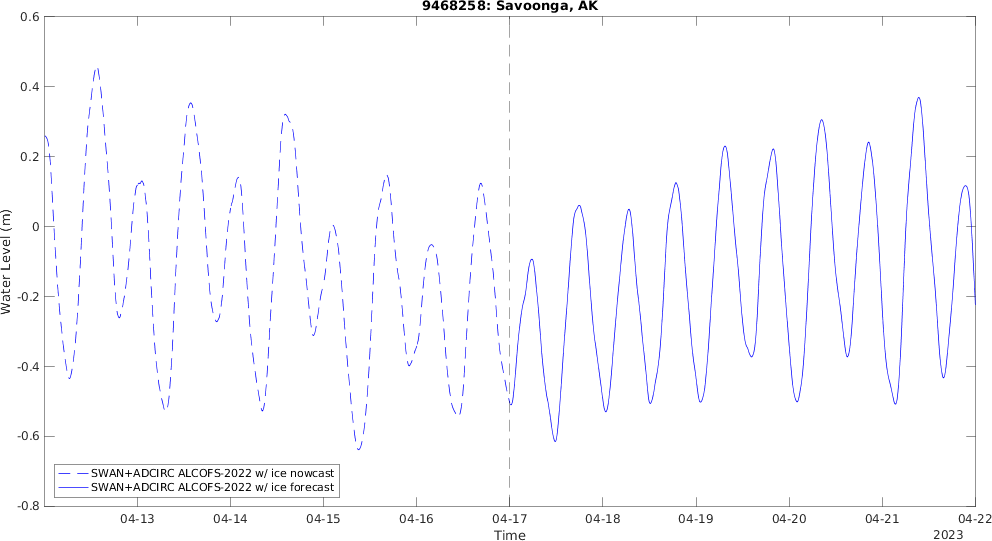 9468258: Savoonga, AK
Water Level (m)
0.6
0.4
0.2
0
-0.2
-0.4
-0.6
-0.8
SWAN+ADCIRC ALCOFS-2022 w/ ice nowcast
SWAN+ADCIRC ALCOFS-2022 w/ ice forecast
04-13 04-14 04-15 04-16 04-17 04-18 04-19 04-20 04-21 04-22
Time
2023